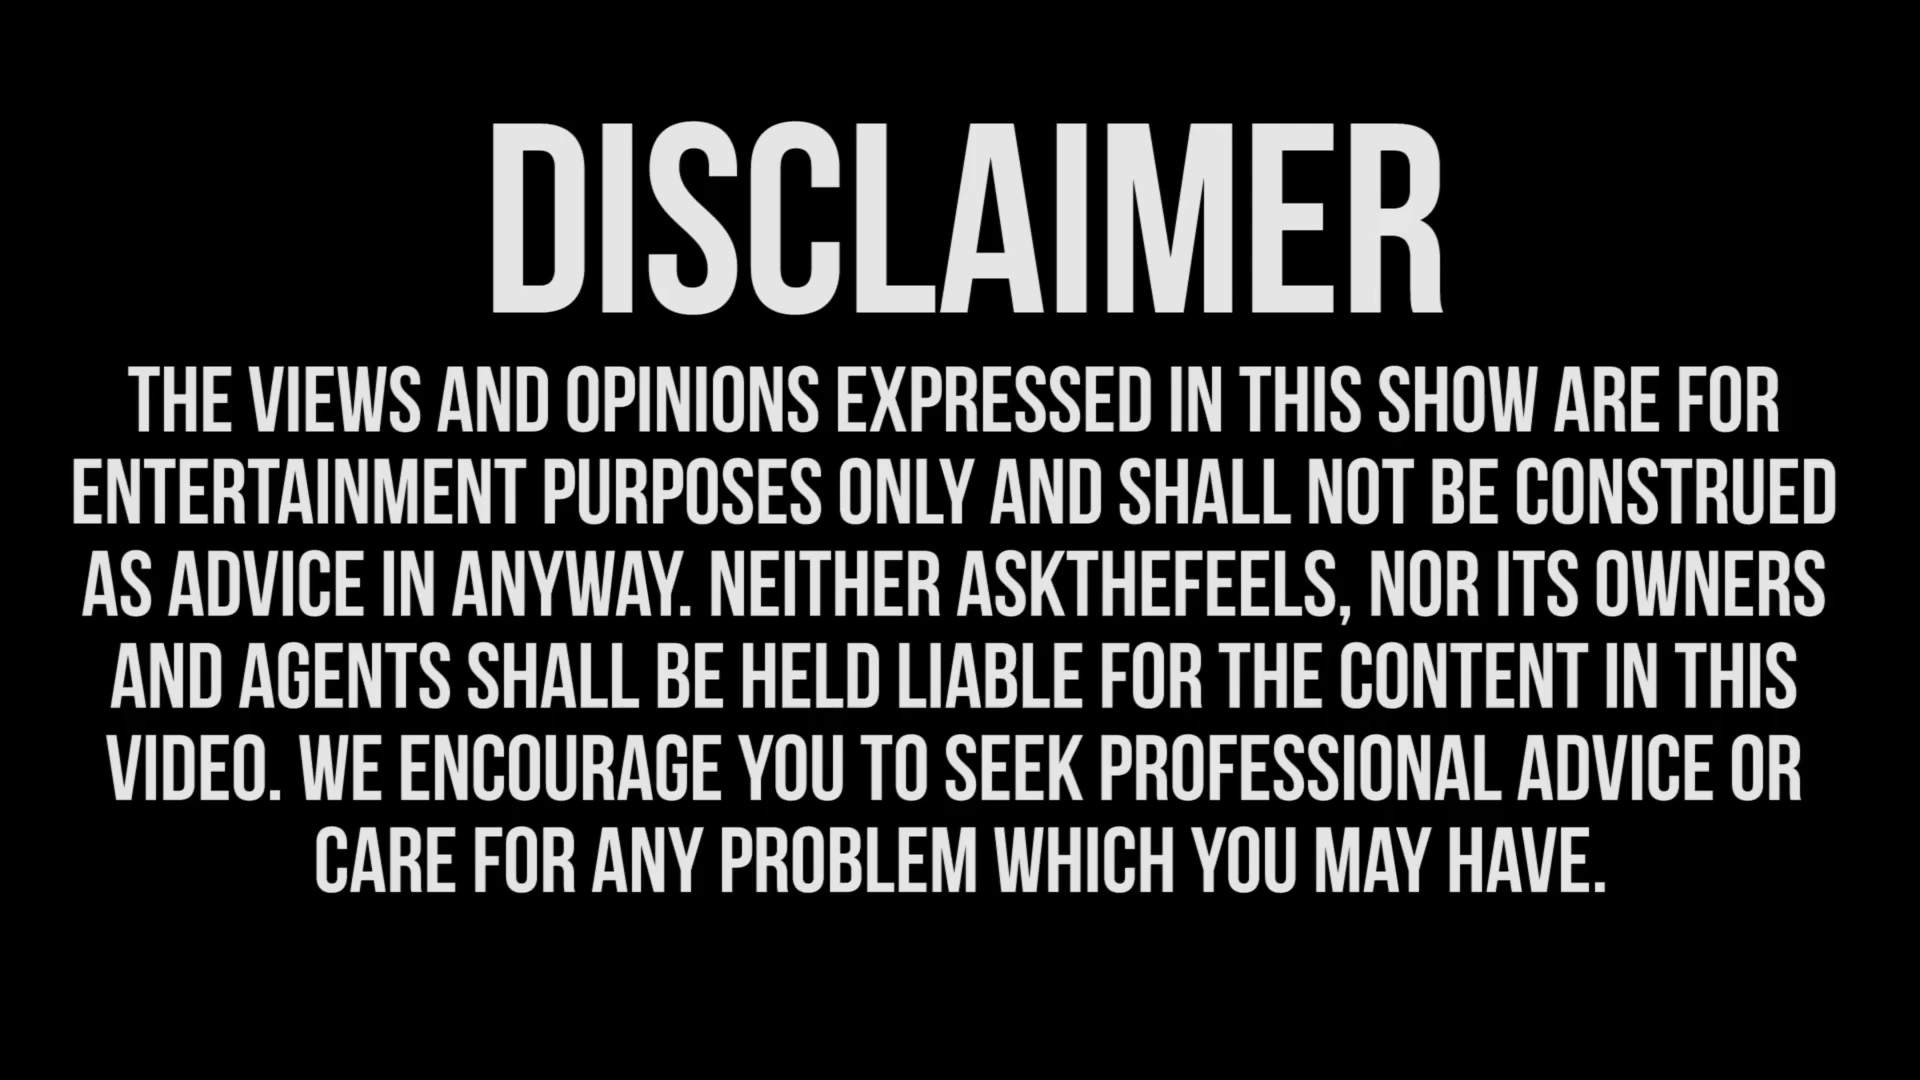 DISCLAIMER
THE VIEWS AND OPINIONS EXPRESSED IN THIS SHOW ARE FOR
ENTERTAINMENT PURPOSES ONLY AND SHALL NOT BE CONSTRUED
AS ADVICE IN ANYWAY. NEITHER ASKTHEFEELS, NOR ITS OWNERS
AND AGENTS SHALL BE HELD LIABLE FOR THE CONTENT IN THIS
VIDEO. WE ENCOURAGE YOU TO SEEK PROFESSIONAL ADVICE OR
CARE FOR ANY PROBLEM WHICH YOU MAY HAVE.